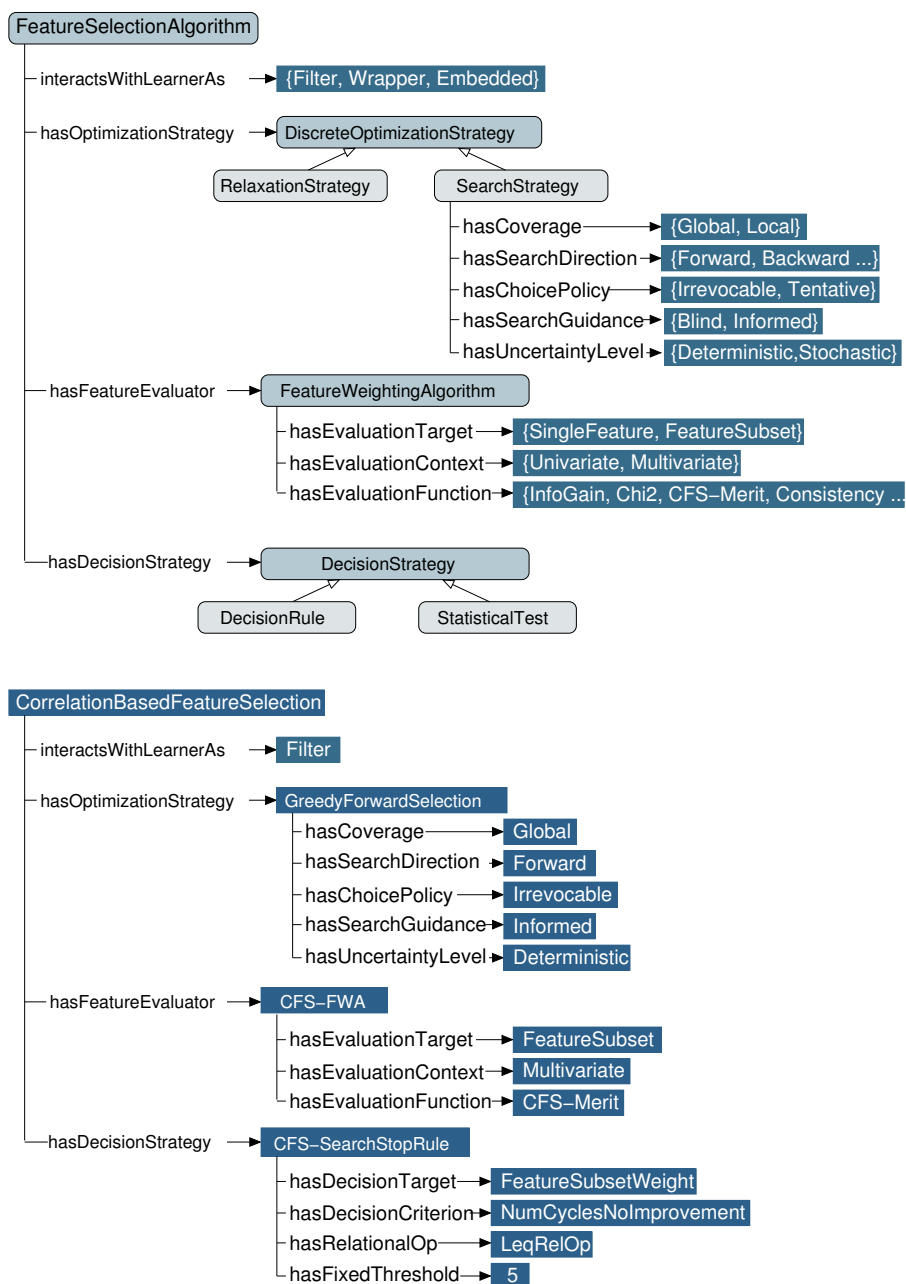 FeatureSelectionAlgorithm
interactsWithLearnerAs {Filter, Wrapper, Embedded}
hasOptimizationStrategy DiscreteOptimizationStrategy
RelaxationStrategy SearchStrategy
hasCoverage {Global, Local}
hasSearchDirection {Forward, Backward ...}
hasChoicePolicy {Irrevocable, Tentative}
hasSearchGuidance {Blind, Informed}
hasUncertaintyLevel {Deterministic,Stochastic}
hasFeatureEvaluator FeatureWeightingAlgorithm
hasEvaluationTarget {SingleFeature, FeatureSubset}
hasEvaluationContext {Univariate, Multivariate}
hasEvaluationFunction {InfoGain, Chi2, CFS−Merit, Consistency ...
hasDecisionStrategy DecisionStrategy
DecisionRule StatisticalTest
CorrelationBasedFeatureSelection
interactsWithLearnerAs Filter
hasOptimizationStrategy GreedyForwardSelection
hasCoverage Global
hasSearchDirection Forward
hasChoicePolicy Irrevocable
hasSearchGuidance Informed
hasUncertaintyLevel Deterministic
hasFeatureEvaluator CFS−FWA
hasEvaluationTarget FeatureSubset
hasEvaluationContext Multivariate
hasEvaluationFunction CFS−Merit
hasDecisionStrategy CFS−SearchStopRule
hasDecisionTarget FeatureSubsetWeight
hasDecisionCriterion NumCyclesNoImprovement
hasRelationalOp LeqRelOp
hasFixedThreshold 5